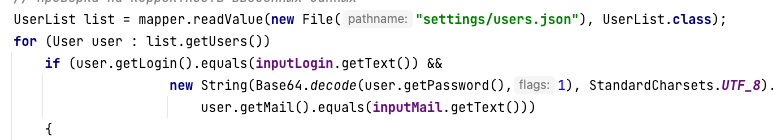 // проверка на корректность введённых данных
UserList list = mapper.readValue(new File( pathname: "settings/users.json"), UserList.class);
for (User user : list.getUsers())
if (user.getLogin().equals(inputLogin.getText()) &&
new String(Base64.decode(user.getPassword(), flags: 1), StandardCharsets.UTF_8).
user.getMail().equals(inputMail.getText()))
{